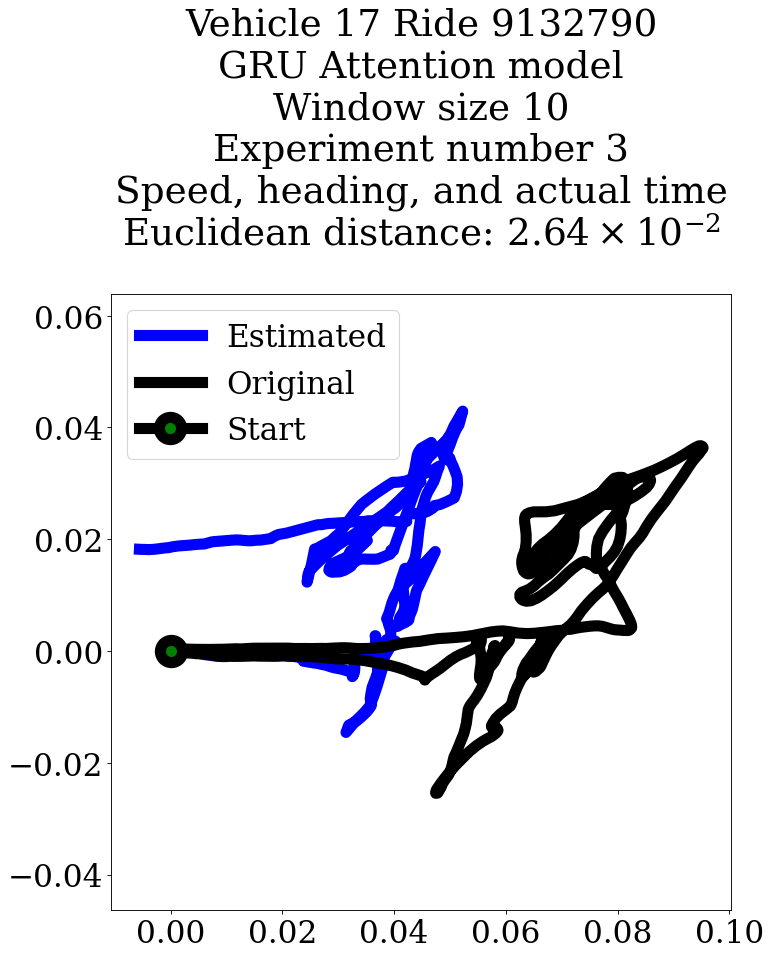 Vehicle 17 Ride 9132790
GRU Attention model
Window size 10
Experiment number 3
Speed, heading, and actual time
Euclidean distance: 2.64 × 10⁻²
0.06
Estimated
Original
0.04
Start
0.02
0.00
−0.02
−0.04
0.00 0.02 0.04 0.06 0.08 0.10